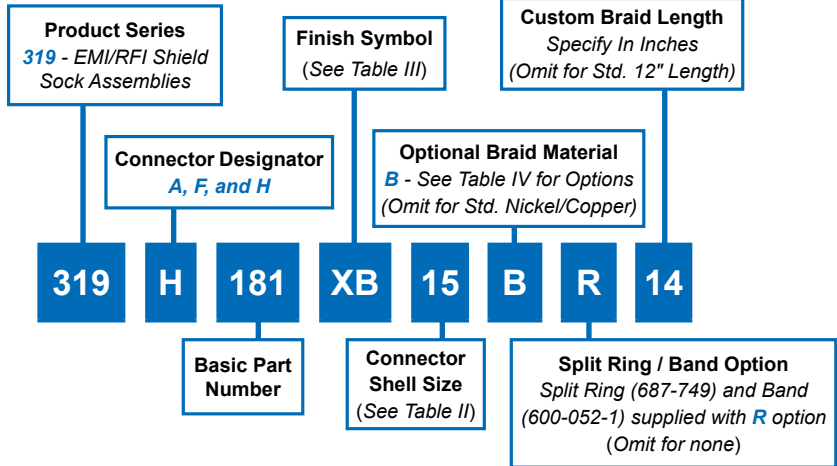 Product Series
319 - EMI/RFI Shield
Sock Assemblies
Finish Symbol
(See Table III)
Custom Braid Length
Specify In Inches
(Omit for Std. 12" Length)
Connector Designator
A, F, and H
Optional Braid Material
B - See Table IV for Options
(Omit for Std. Nickel/Copper)
319 H 181 XB 15 B R 14
Basic Part
Number
Connector
Shell Size
(See Table II)
Split Ring / Band Option
Split Ring (687-749) and Band
(600-052-1) supplied with R option
(Omit for none)